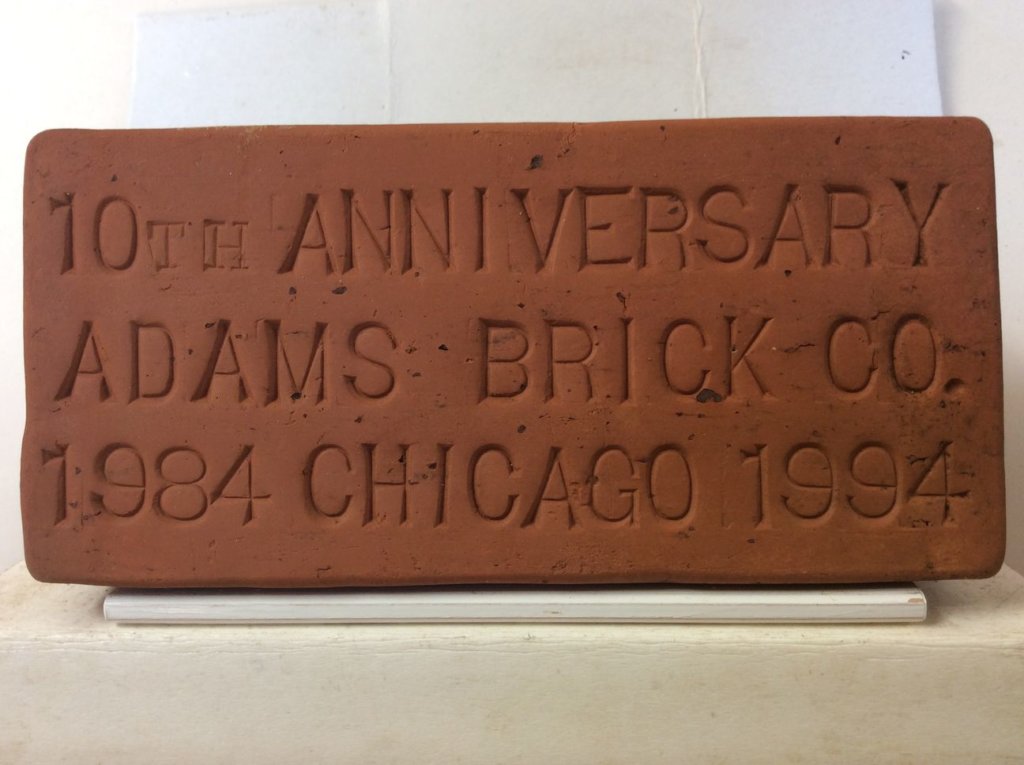 10TH ANNIVERSARY
ADAMS BRICK CO.
1984 CHICAGO 1994